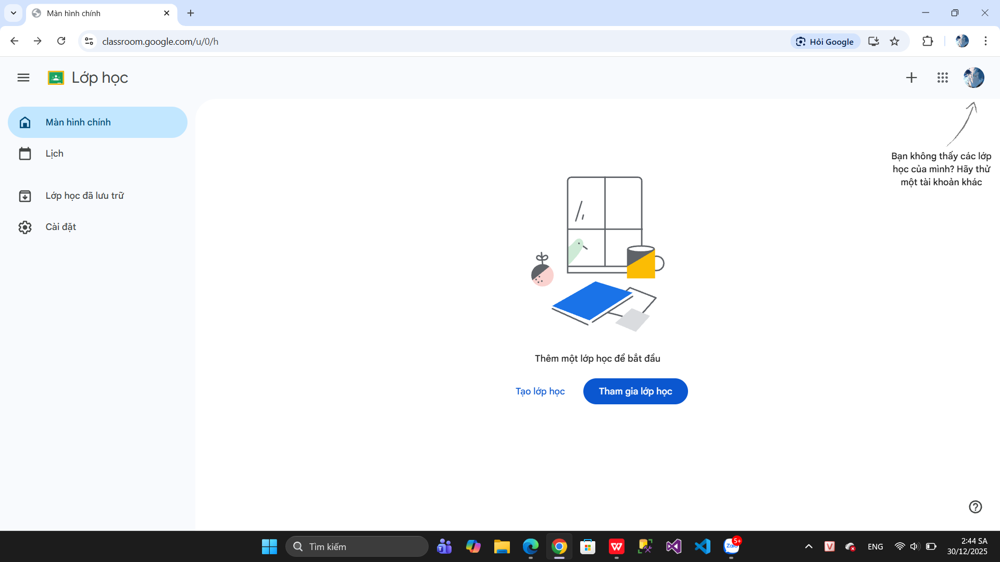 Màn hình chính
classroom.google.com/u/0/h
Hỏi Google
Lớp học
Màn hình chính
Lịch
Lớp học đã lưu trữ
Cài đặt
Bạn không thấy các lớp
học của mình? Hãy thử
một tài khoản khác
Thêm một lớp học để bắt đầu
Tạo lớp học
Tham gia lớp học
Tìm kiếm
T
W
Zalo
5+
V
ENG
2:44 SA
30/12/2025